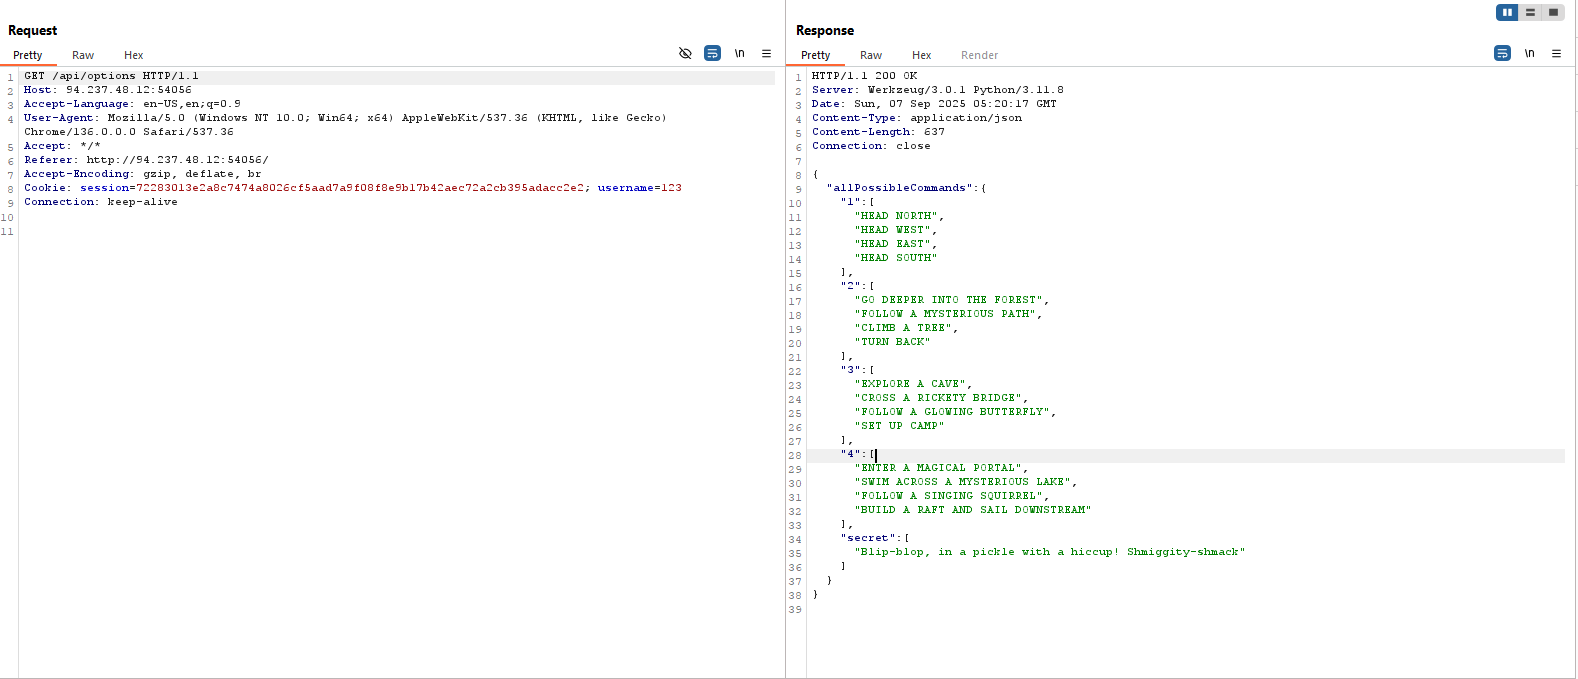 Request
Pretty Raw Hex \n
1 GET /api/options HTTP/1.1
2 Host: 94.237.48.12:54056
3 Accept-Language: en-US,en;q=0.9
4 User-Agent: Mozilla/5.0 (Windows NT 10.0; Win64; x64) AppleWebKit/537.36 (KHTML, like Gecko)
Chrome/136.0.0.0 Safari/537.36
5 Accept: */*
6 Referer: http://94.237.48.12:54056/
7 Accept-Encoding: gzip, deflate, br
8 Cookie: session=72283013e2a8c7474a8026cf5aad7a9f08f8e9b17b42aec72a2cb395adacc2e2; username=123
9 Connection: keep-alive
10
11
Response
Pretty Raw Hex Render \n
1 HTTP/1.1 200 OK
2 Server: Werkzeug/3.0.1 Python/3.11.8
3 Date: Sun, 07 Sep 2025 05:20:17 GMT
4 Content-Type: application/json
5 Content-Length: 637
6 Connection: close
7
8 {
9 "allPossibleCommands":{
10 "1":[
11 "HEAD NORTH",
12 "HEAD WEST",
13 "HEAD EAST",
14 "HEAD SOUTH"
15 ],
16 "2":[
17 "GO DEEPER INTO THE FOREST",
18 "FOLLOW A MYSTERIOUS PATH",
19 "CLIMB A TREE",
20 "TURN BACK"
21 ],
22 "3":[
23 "EXPLORE A CAVE",
24 "CROSS A RICKETY BRIDGE",
25 "FOLLOW A GLOWING BUTTERFLY",
26 "SET UP CAMP"
27 ],
28 "4":[
29 "ENTER A MAGICAL PORTAL",
30 "SWIM ACROSS A MYSTERIOUS LAKE",
31 "FOLLOW A SINGING SQUIRREL",
32 "BUILD A RAFT AND SAIL DOWNSTREAM"
33 ],
34 "secret":[
35 "Blip-blop, in a pickle with a hiccup! Shmiggity-shmack"
36 ]
37 }
38 }
39